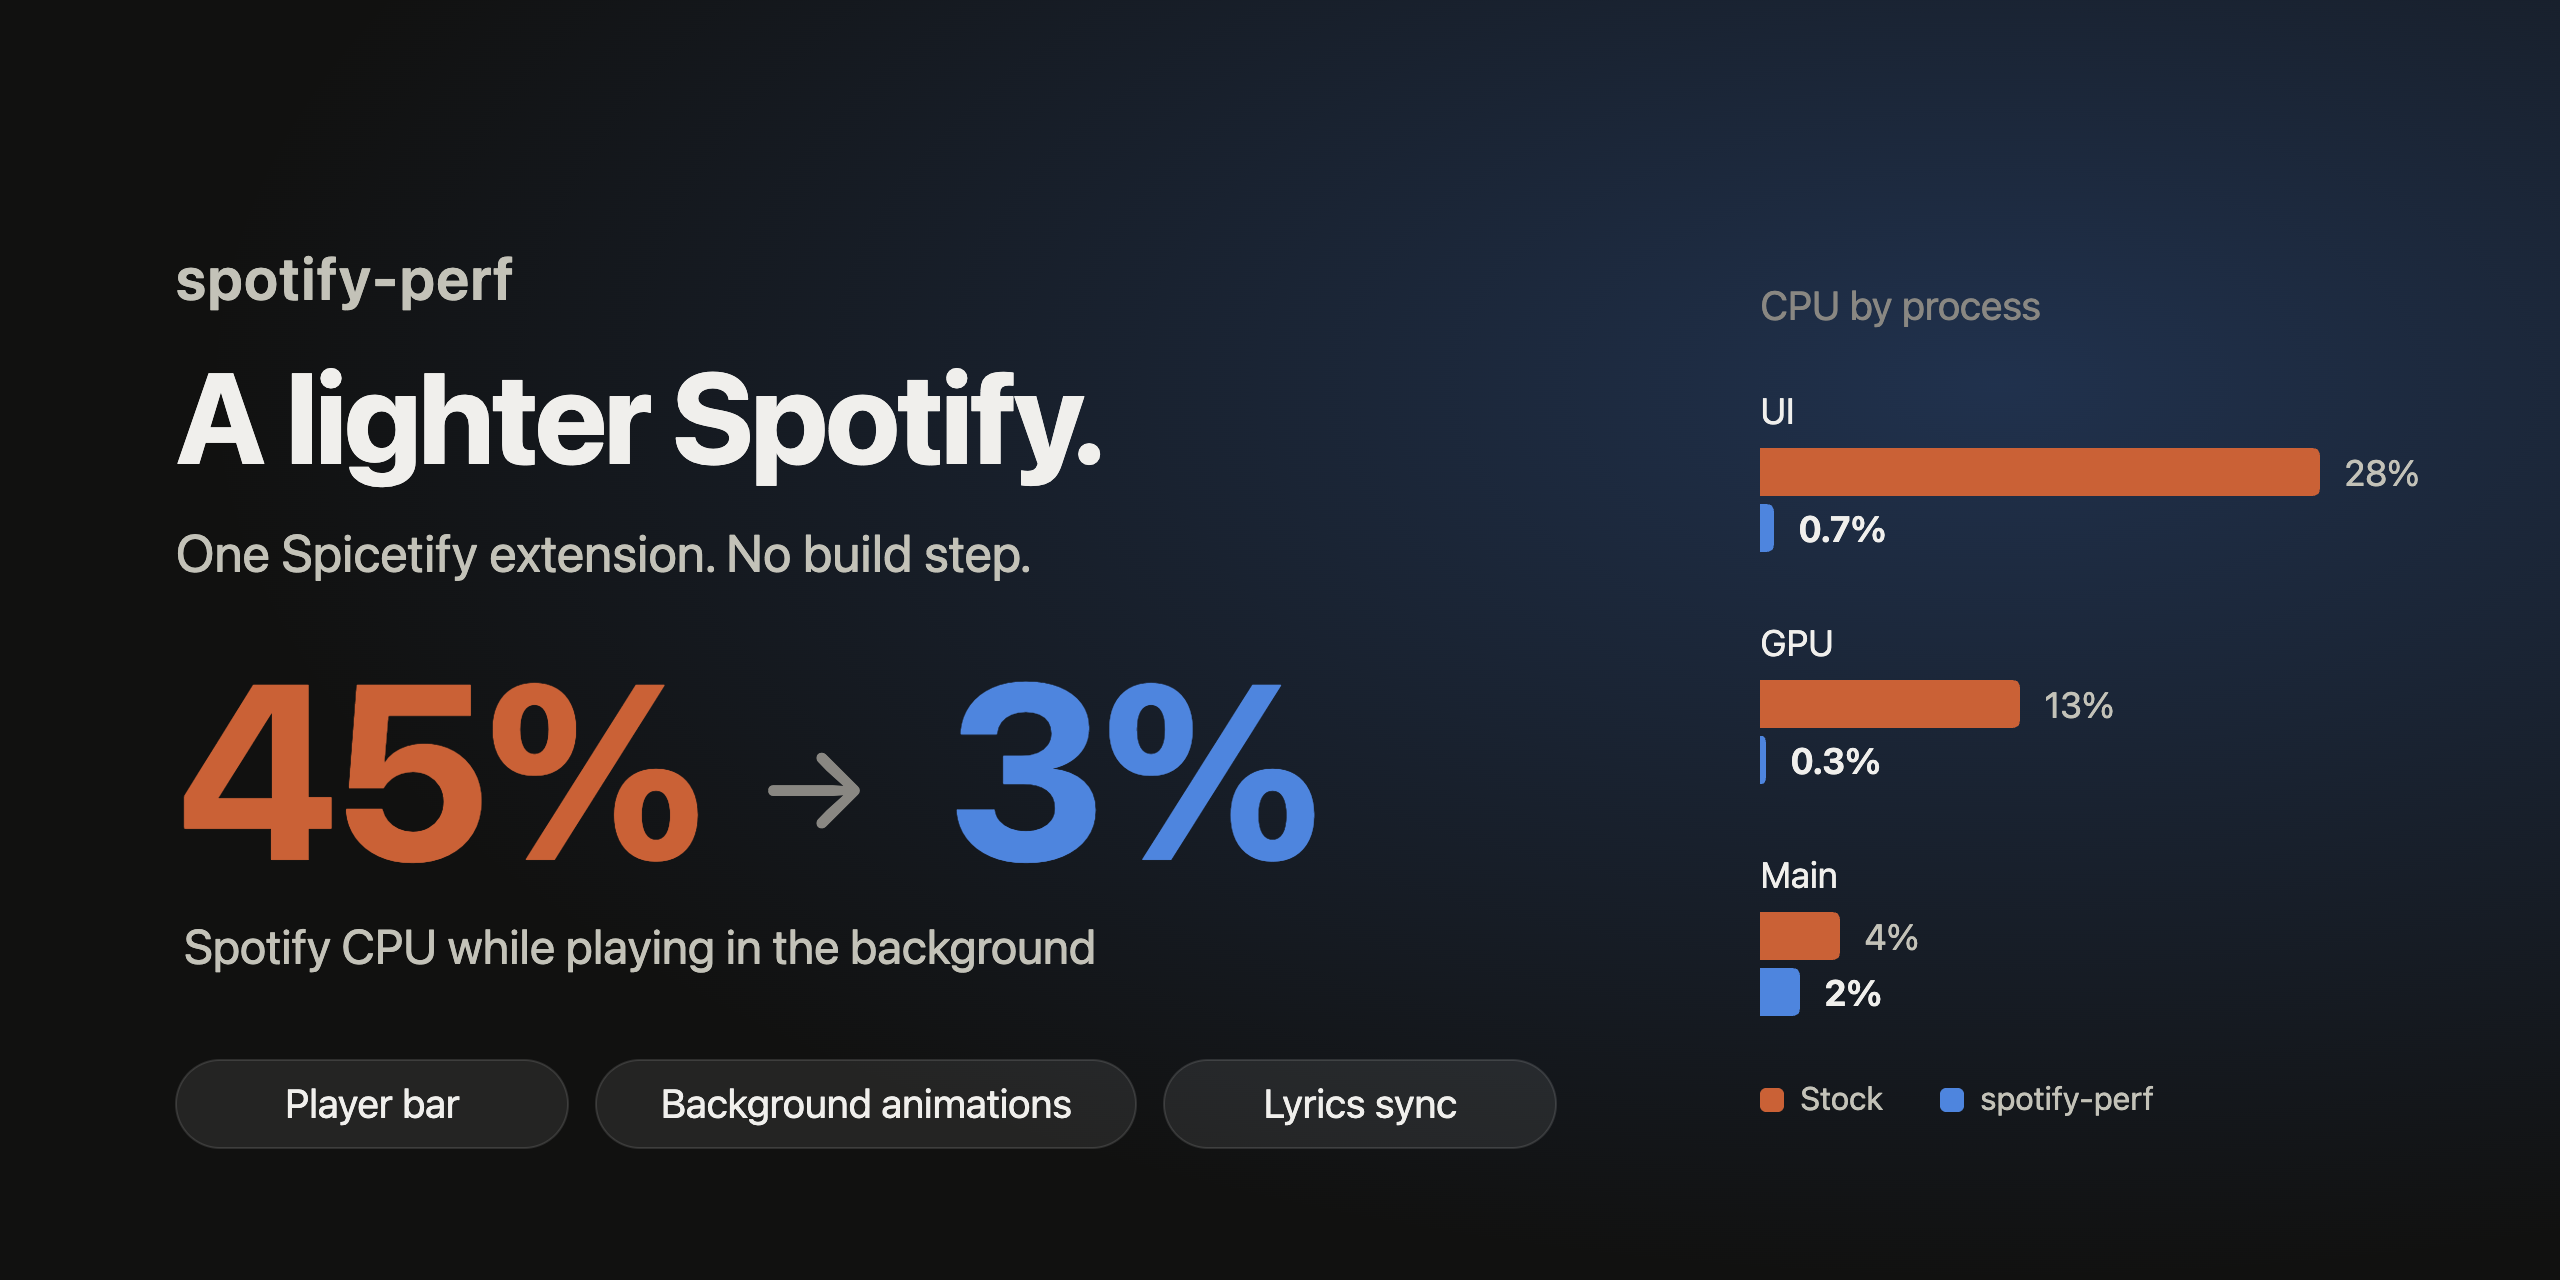 spotify-perf
A lighter Spotify.
One Spicetify extension. No build step.
45% → 3%
Spotify CPU while playing in the background
Player bar
Background animations
Lyrics sync
CPU by process
UI
28%
0.7%
GPU
13%
0.3%
Main
4%
2%
Stock
spotify-perf